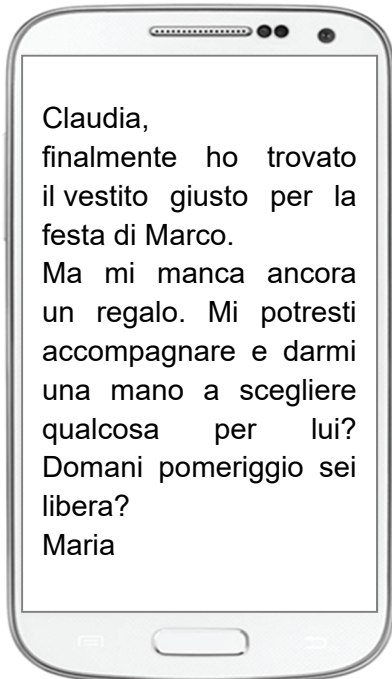 Claudia,
finalmente ho trovato
il vestito giusto per la
festa di Marco.
Ma mi manca ancora
un regalo. Mi potresti
accompagnare e darmi
una mano a scegliere
qualcosa per lui?
Domani pomeriggio sei
libera?
Maria